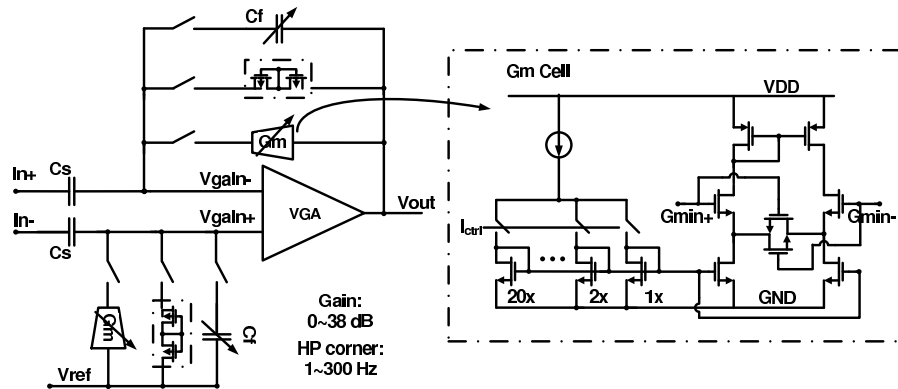 Cf
Gm Cell
VDD
Gm
In+
Cs
VgaIn-
VGA
Vout
In-
Cs
VgaIn+
Ictrl
Gmin+
Gmin-
20x
2x
1x
GND
Gm
Cf
Gain:
0~38 dB
HP corner:
1~300 Hz
Vref